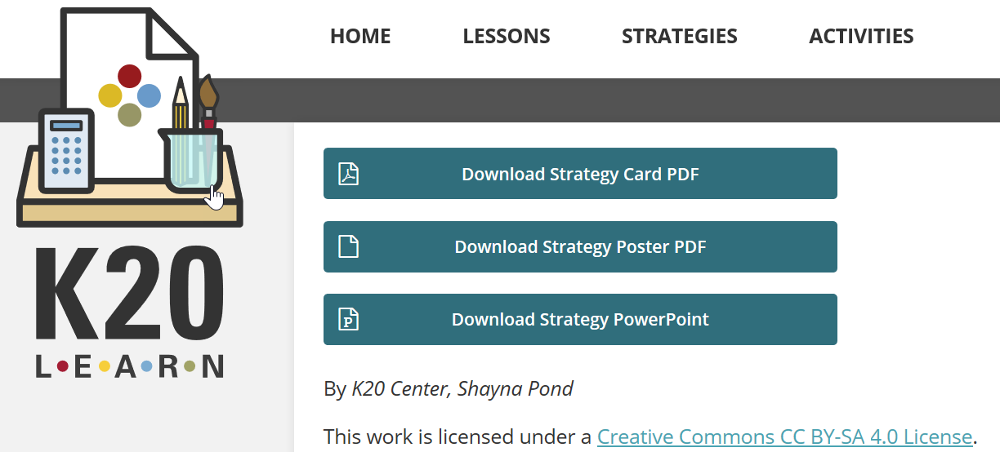 HOME LESSONS STRATEGIES ACTIVITIES
Download Strategy Card PDF
Download Strategy Poster PDF
P Download Strategy PowerPoint
K20
L•E•A•R•N
By K20 Center, Shayna Pond
This work is licensed under a Creative Commons CC BY-SA 4.0 License.